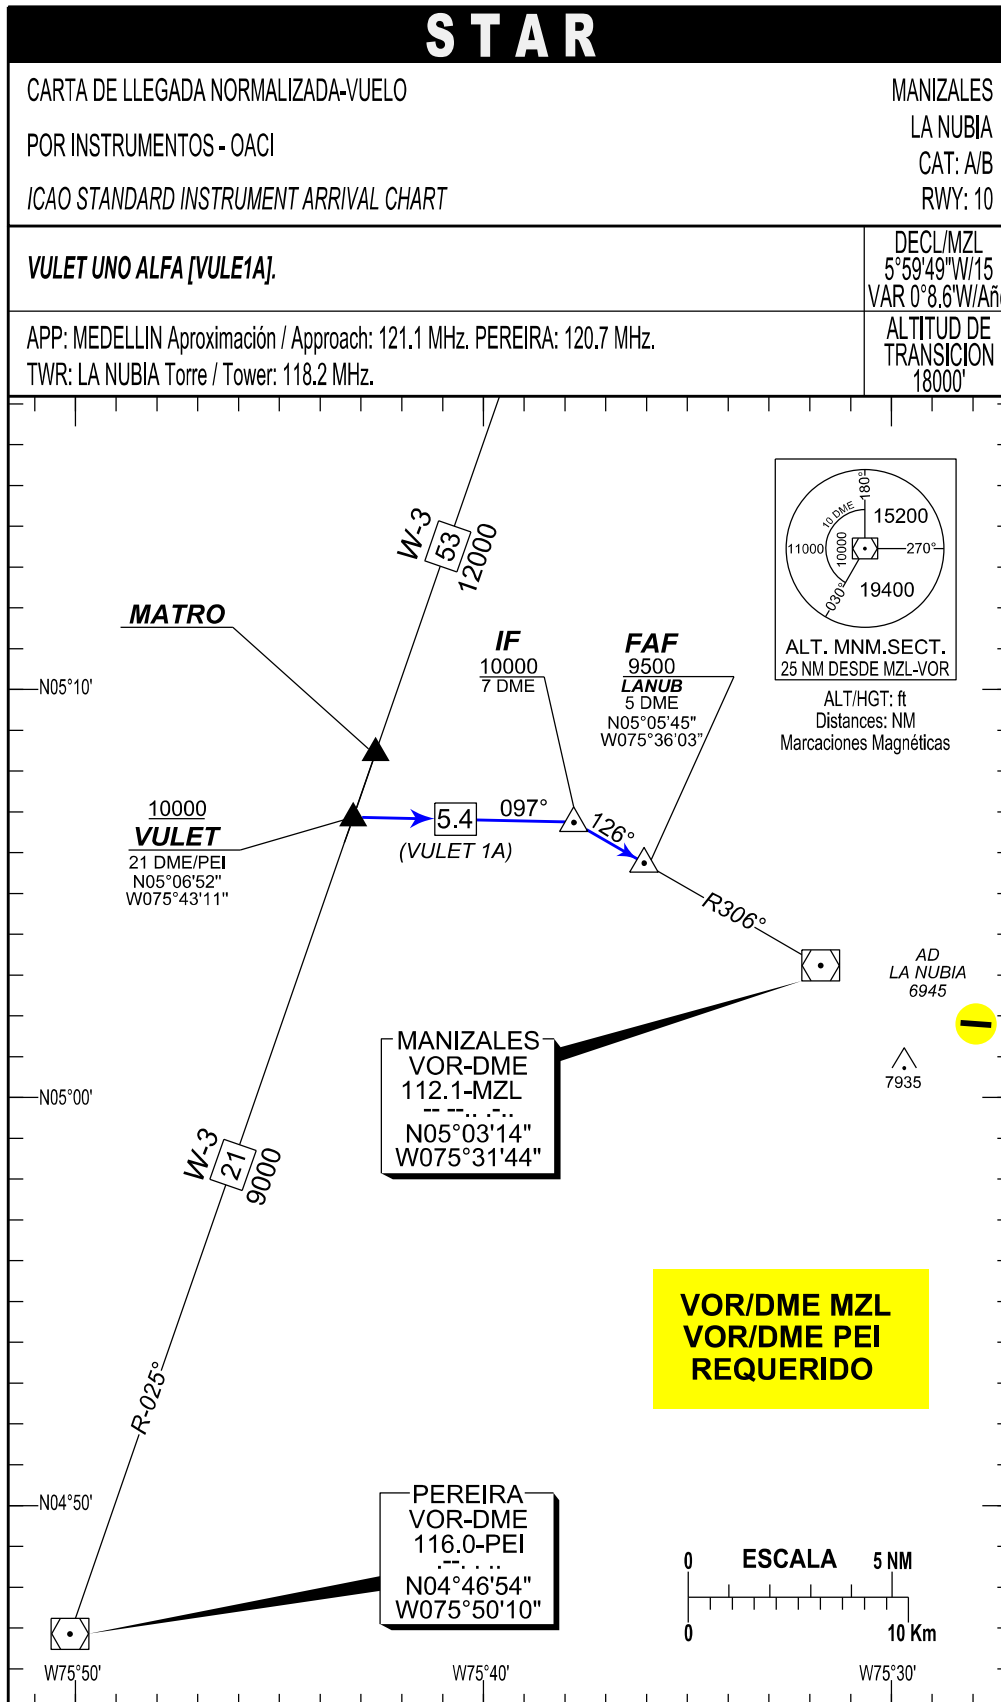 STAR
CARTA DE LLEGADA NORMALIZADA-VUELO
POR INSTRUMENTOS - OACI
ICAO STANDARD INSTRUMENT ARRIVAL CHART
MANIZALES
LA NUBIA
CAT: A/B
RWY: 10
VULET UNO ALFA [VULE1A].
DECL/MZL
5°59'49"W/15
VAR 0°8.6'W/Añ
APP: MEDELLIN Aproximación / Approach: 121.1 MHz. PEREIRA: 120.7 MHz.
TWR: LA NUBIA Torre / Tower: 118.2 MHz.
ALTITUD DE
TRANSICION
18000'
W-3
53
12000
180°
10 DME
15200
11000
10000
270°
030°
19400
ALT. MNM.SECT.
25 NM DESDE MZL-VOR
ALT/HGT: ft
Distances: NM
Marcaciones Magnéticas
MATRO
IF
10000
7 DME
FAF
9500
LANUB
5 DME
N05°05'45"
W075°36'03"
N05°10'
10000
VULET
21 DME/PEI
N05°06'52"
W075°43'11"
5.4
097°
(VULET 1A)
126°
R306°
AD
LA NUBIA
6945
7935
MANIZALES
VOR-DME
112.1-MZL
-- --.. .-..
N05°03'14"
W075°31'44"
N05°00'
W-3
21
9000
VOR/DME MZL
VOR/DME PEI
REQUERIDO
R-025°
N04°50'
PEREIRA
VOR-DME
116.0-PEI
.--. . ..
N04°46'54"
W075°50'10"
0 ESCALA 5 NM
0 10 Km
W75°50' W75°40' W75°30'